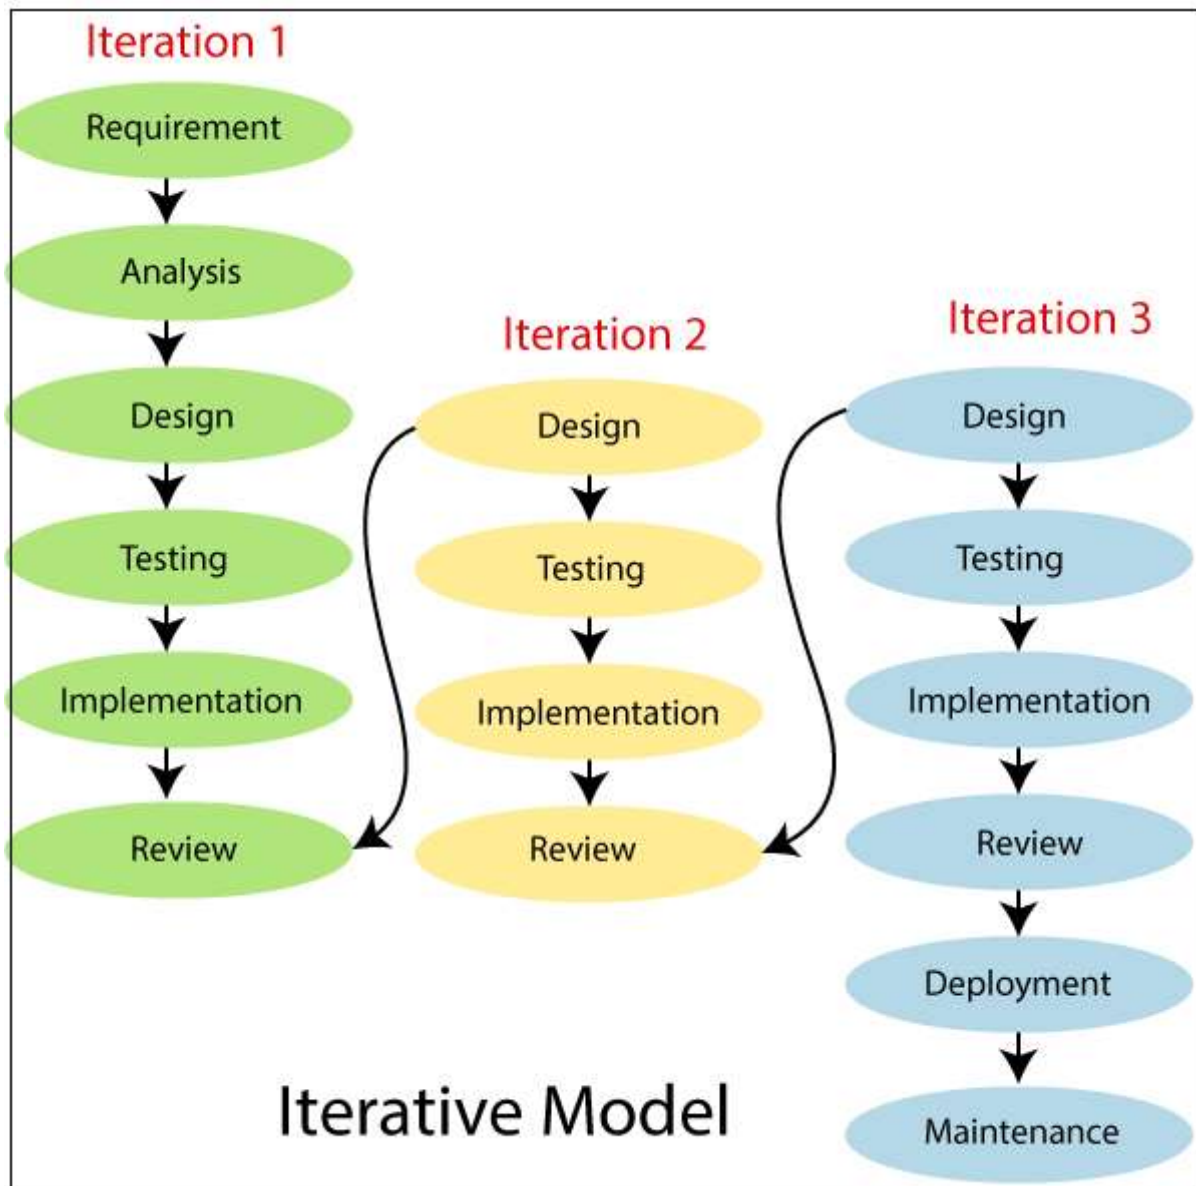 Iteration 1
Requirement
Analysis
Design
Testing
Implementation
Review
Iteration 2
Design
Testing
Implementation
Review
Iteration 3
Design
Testing
Implementation
Review
Deployment
Maintenance
Iterative Model